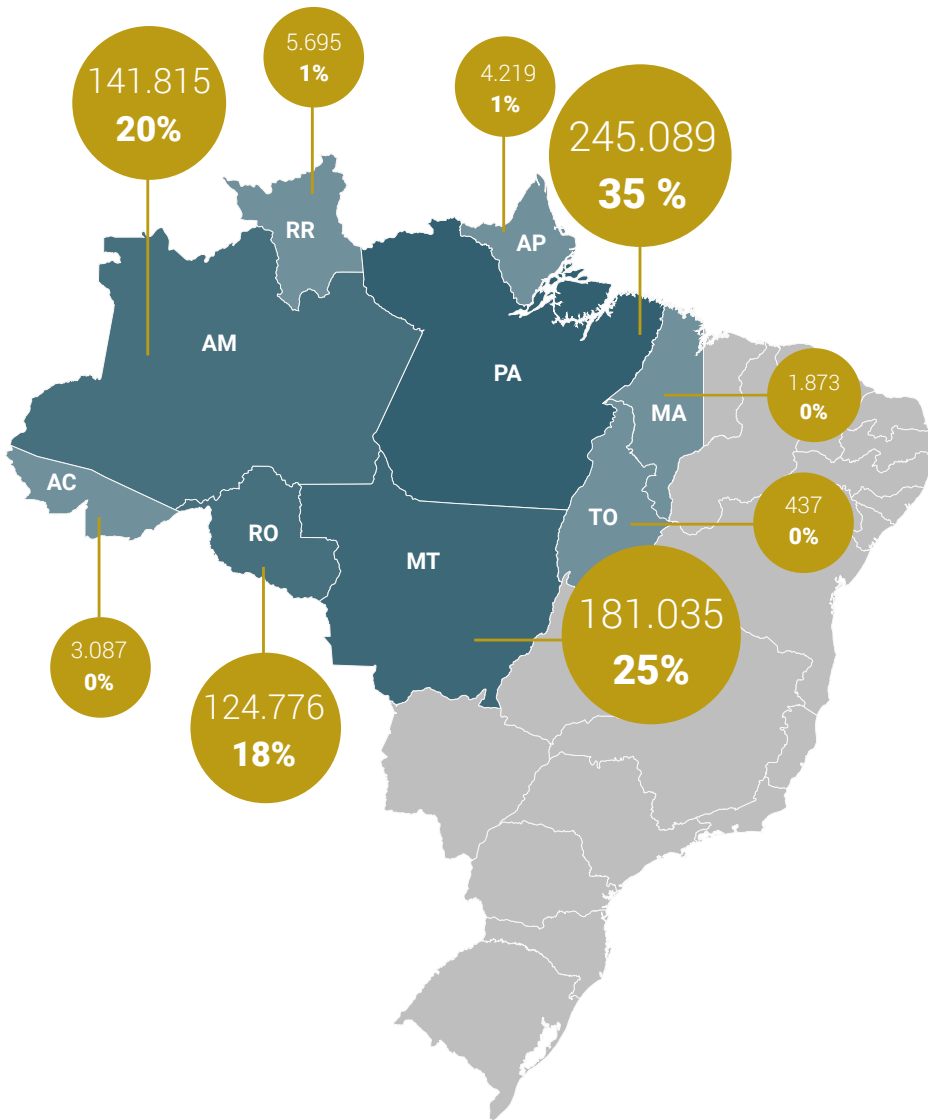 5.695
1%
4.219
1%
141.815
20%
245.089
35 %
RR
AP
AM
PA
1.873
0%
MA
AC
437
0%
TO
RO
MT
181.035
25%
3.087
0%
124.776
18%